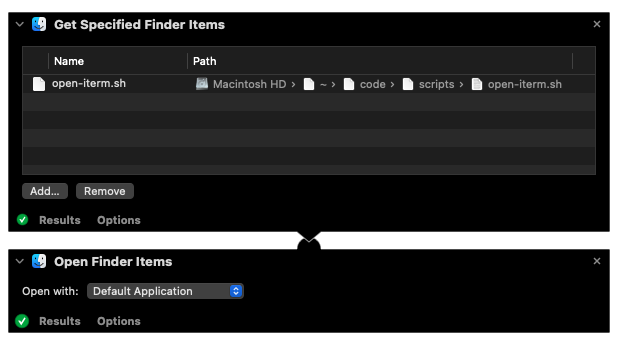 Get Specified Finder Items
Name Path
open-iterm.sh Macintosh HD › ~ › code › scripts › open-iterm.sh
Add... Remove
Results Options
Open Finder Items
Open with: Default Application
Results Options